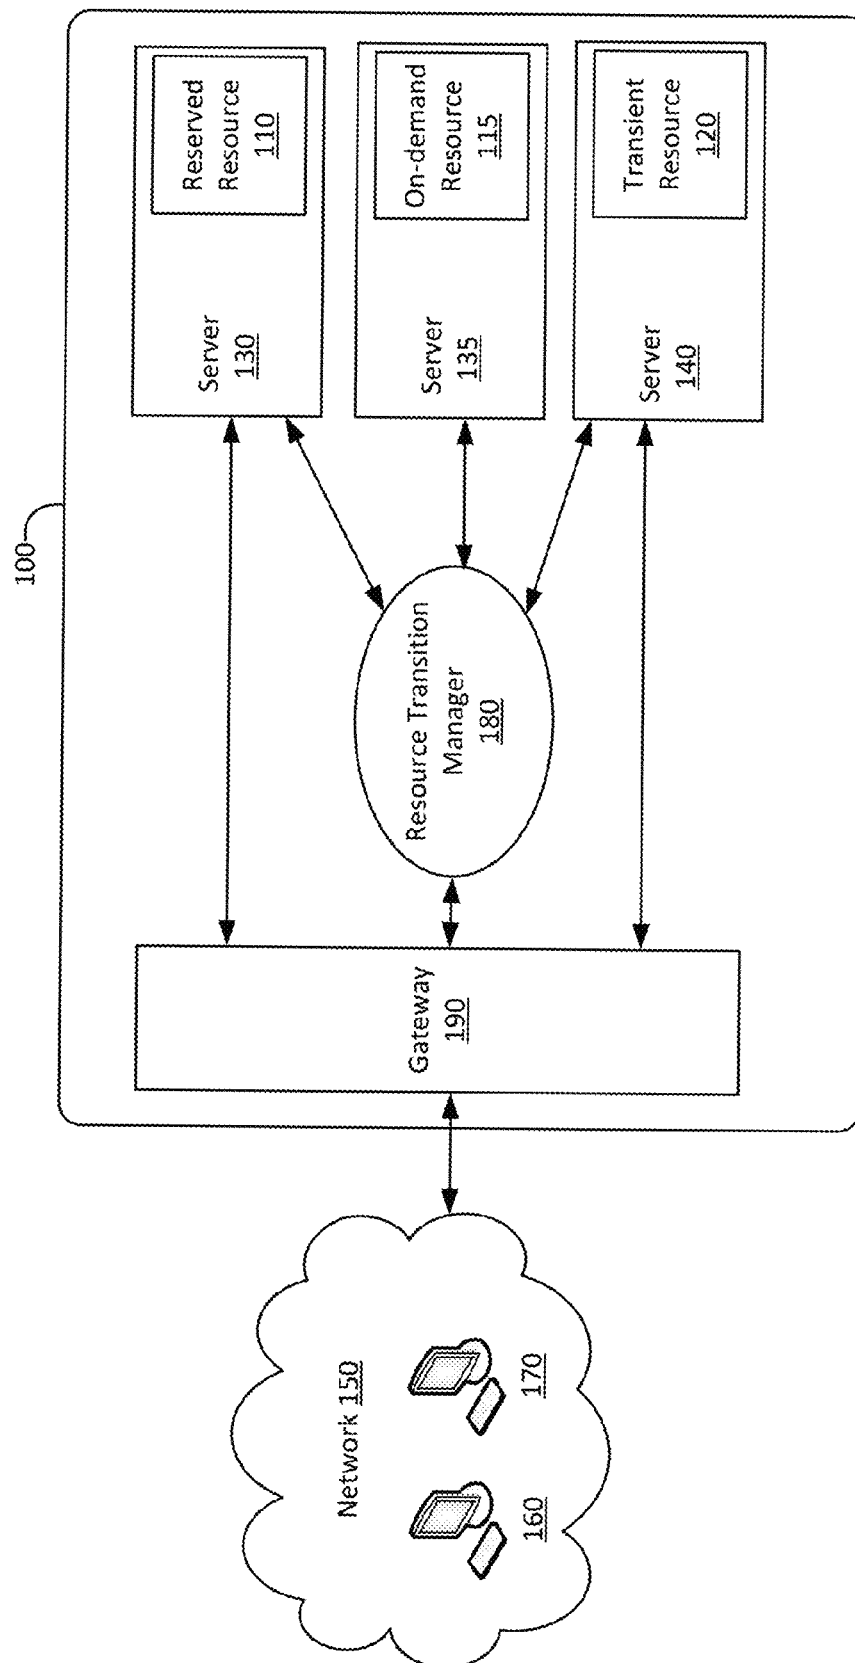 100
Network 150
160
170
Gateway
190
Resource Transition
Manager
180
Server
130
Reserved
Resource
110
Server
135
On-demand
Resource
115
Server
140
Transient
Resource
120